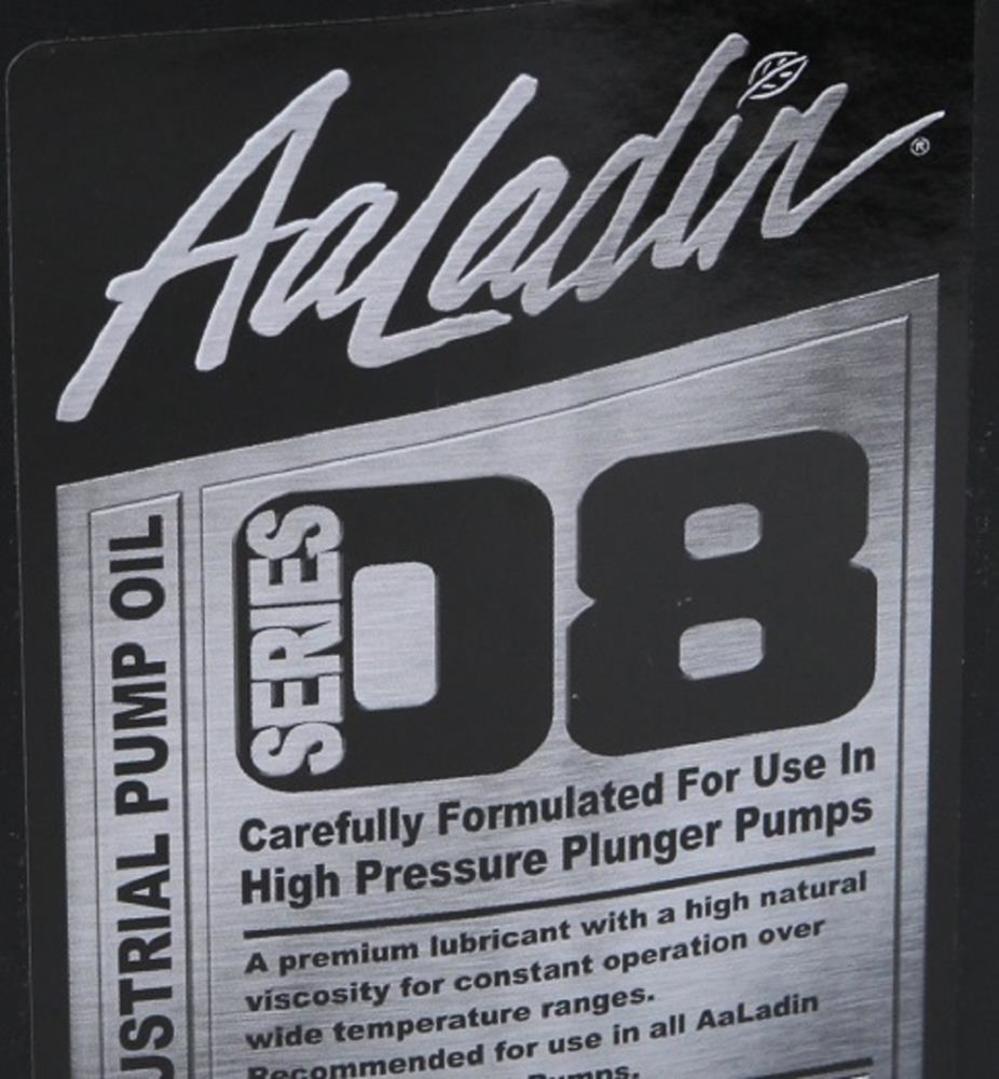 AaLadin®
USTRIAL PUMP OIL
SERIES
08
Carefully Formulated For Use In
High Pressure Plunger Pumps
A premium lubricant with a high natural
viscosity for constant operation over
wide temperature ranges.
Recommended for use in all AaLadin
Pumps.